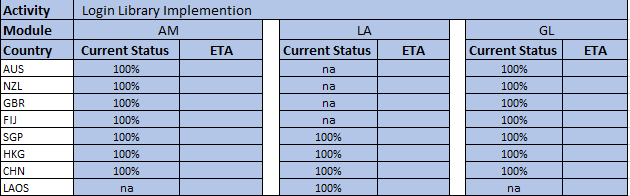 Activity Login Library Implemention
Module AM LA GL
Country Current Status ETA Current Status ETA Current Status ETA
AUS 100% na 100%
NZL 100% na 100%
GBR 100% na 100%
FIJ 100% na 100%
SGP 100% 100% 100%
HKG 100% 100% 100%
CHN 100% 100% 100%
LAOS na 100% na